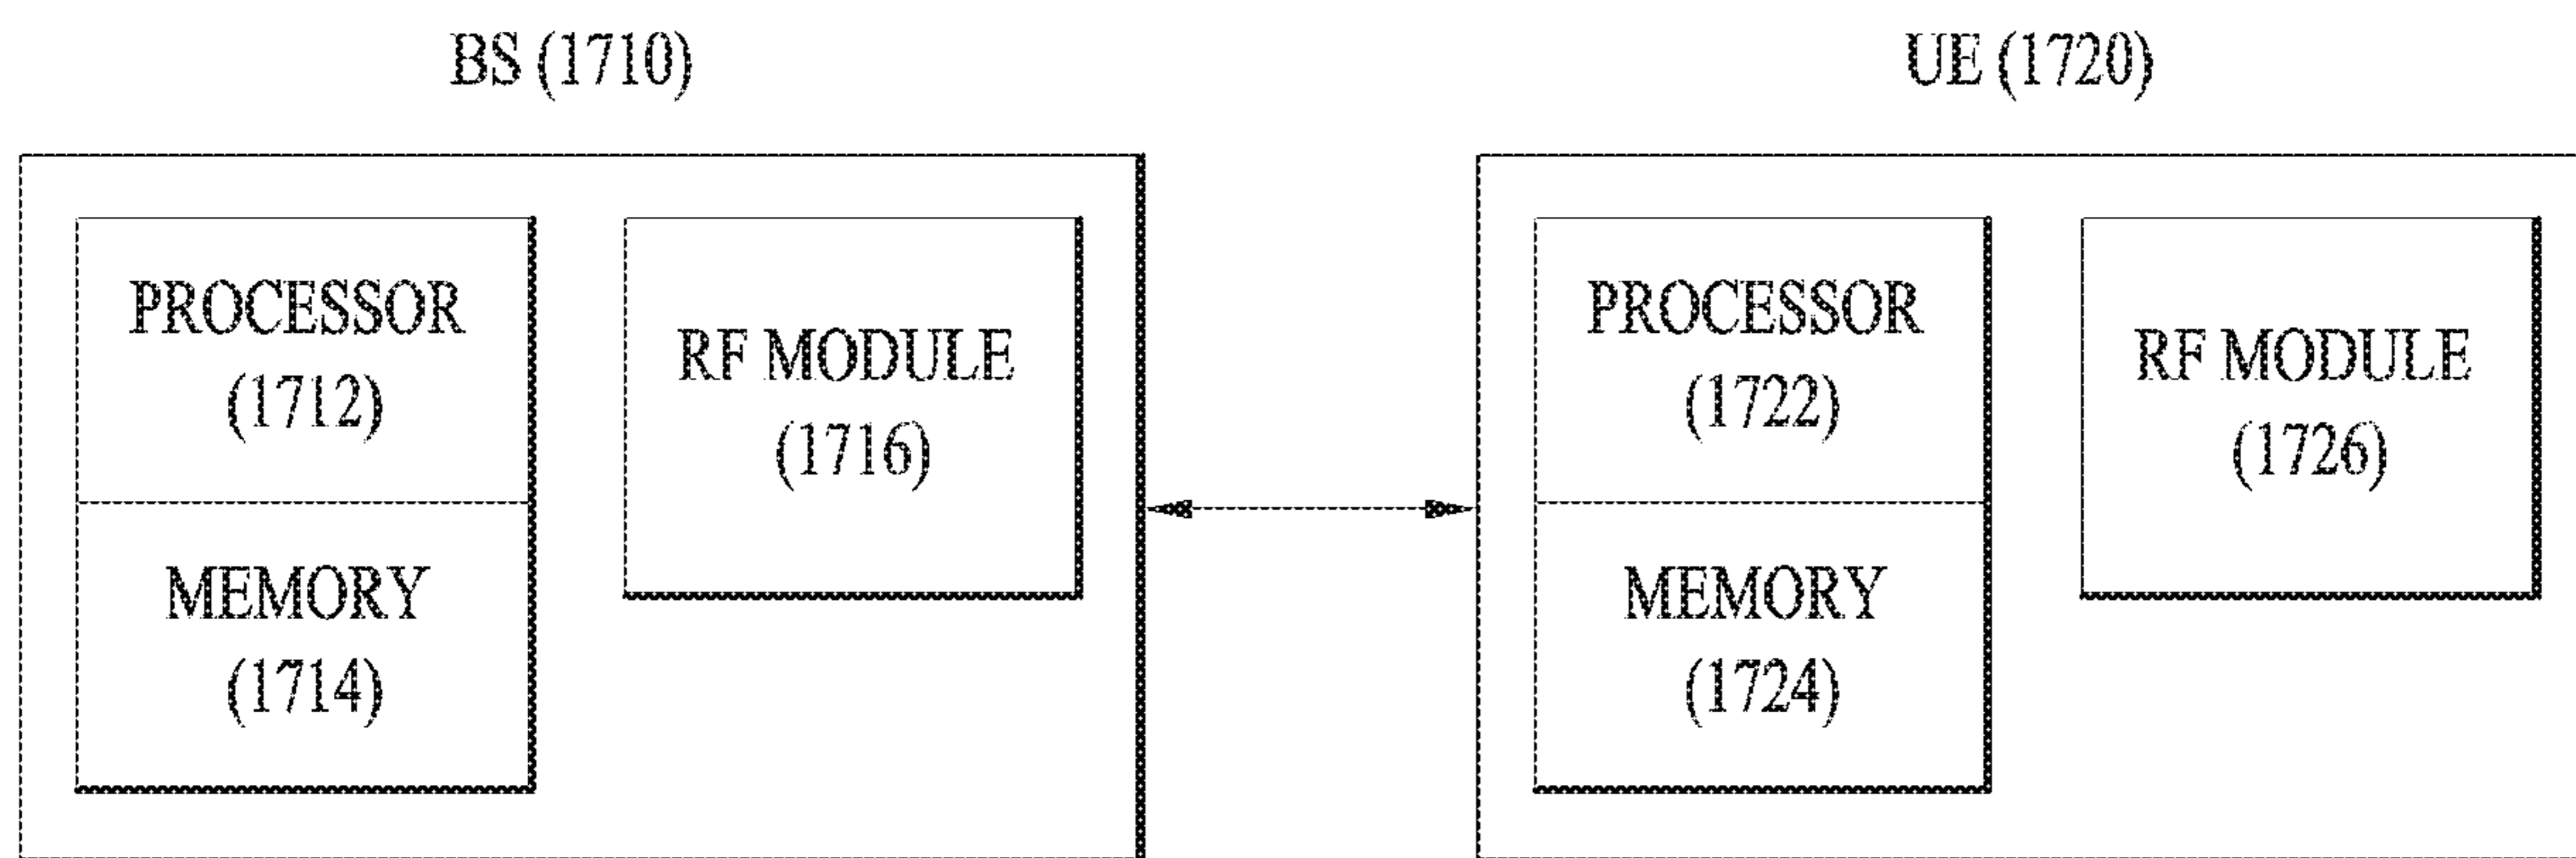 BS (1710)
UE (1720)
PROCESSOR
(1712)
MEMORY
(1714)
RF MODULE
(1716)
PROCESSOR
(1722)
MEMORY
(1724)
RF MODULE
(1726)